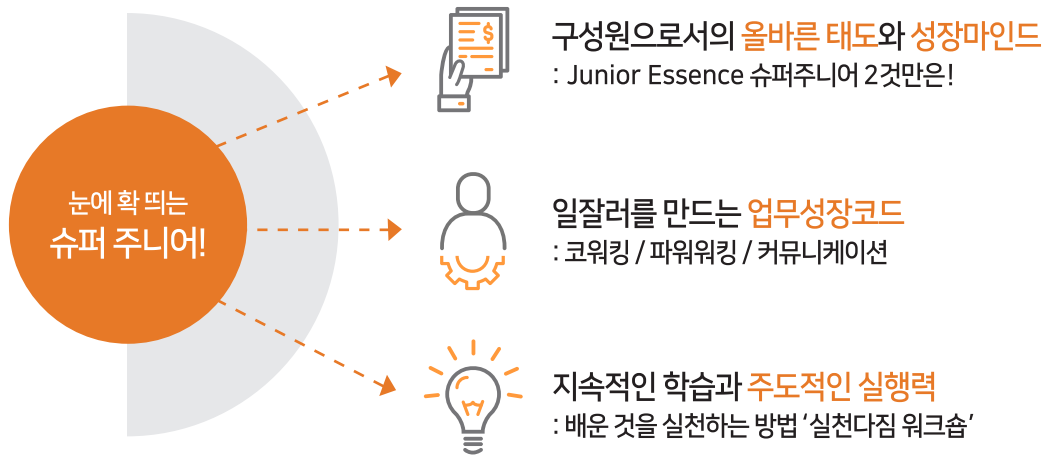 눈에 확 띄는
슈퍼 주니어!
$
구성원으로서의 올바른 태도와 성장마인드
: Junior Essence 슈퍼주니어 2것만은!
일잘러를 만드는 업무성장코드
: 코워킹 / 파워워킹 / 커뮤니케이션
지속적인 학습과 주도적인 실행력
: 배운 것을 실천하는 방법 ‘실천다짐 워크숍’